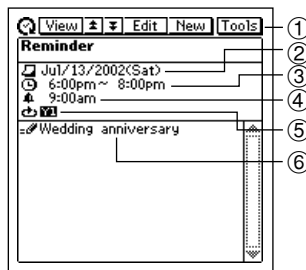 View Edit New Tools ①
Reminder ②
Jul/13/2002(Sat) ③
6:00pm~ 8:00pm ④
9:00am
Y1 ⑤
Wedding anniversary
⑥